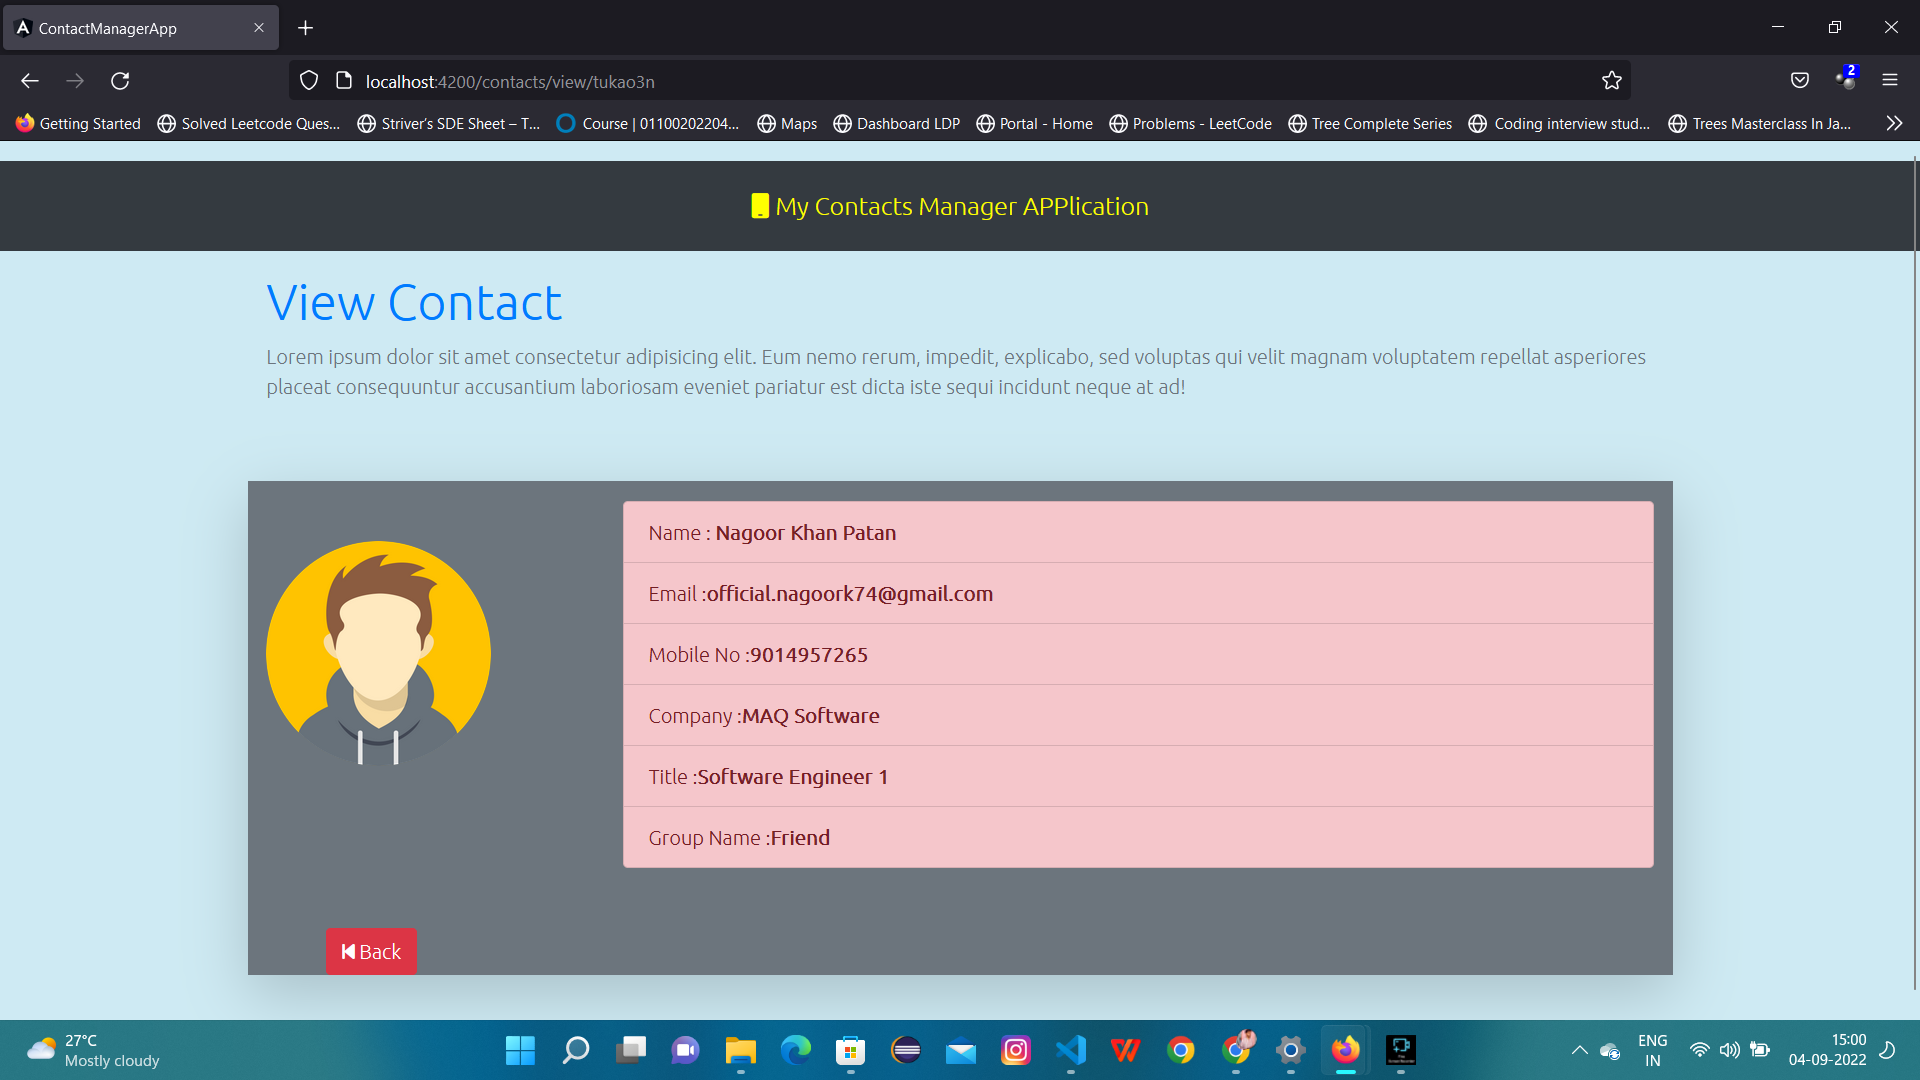 ContactManagerApp
localhost:4200/contacts/view/tukao3n
2
Getting Started
Solved Leetcode Ques...
Striver's SDE Sheet – T...
Course | 01100202204...
Maps
Dashboard LDP
Portal - Home
Problems - LeetCode
Tree Complete Series
Coding interview stud...
Trees Masterclass In Ja...
My Contacts Manager APPlication
View Contact
Lorem ipsum dolor sit amet consectetur adipisicing elit. Eum nemo rerum, impedit, explicabo, sed voluptas qui velit magnam voluptatem repellat asperiores
placeat consequuntur accusantium laboriosam eveniet pariatur est dicta iste sequi incidunt neque at ad!
Name : Nagoor Khan Patan
Email :official.nagoork74@gmail.com
Mobile No :9014957265
Company :MAQ Software
Title :Software Engineer 1
Group Name :Friend
Back
27°C
Mostly cloudy
ENG
IN
15:00
04-09-2022